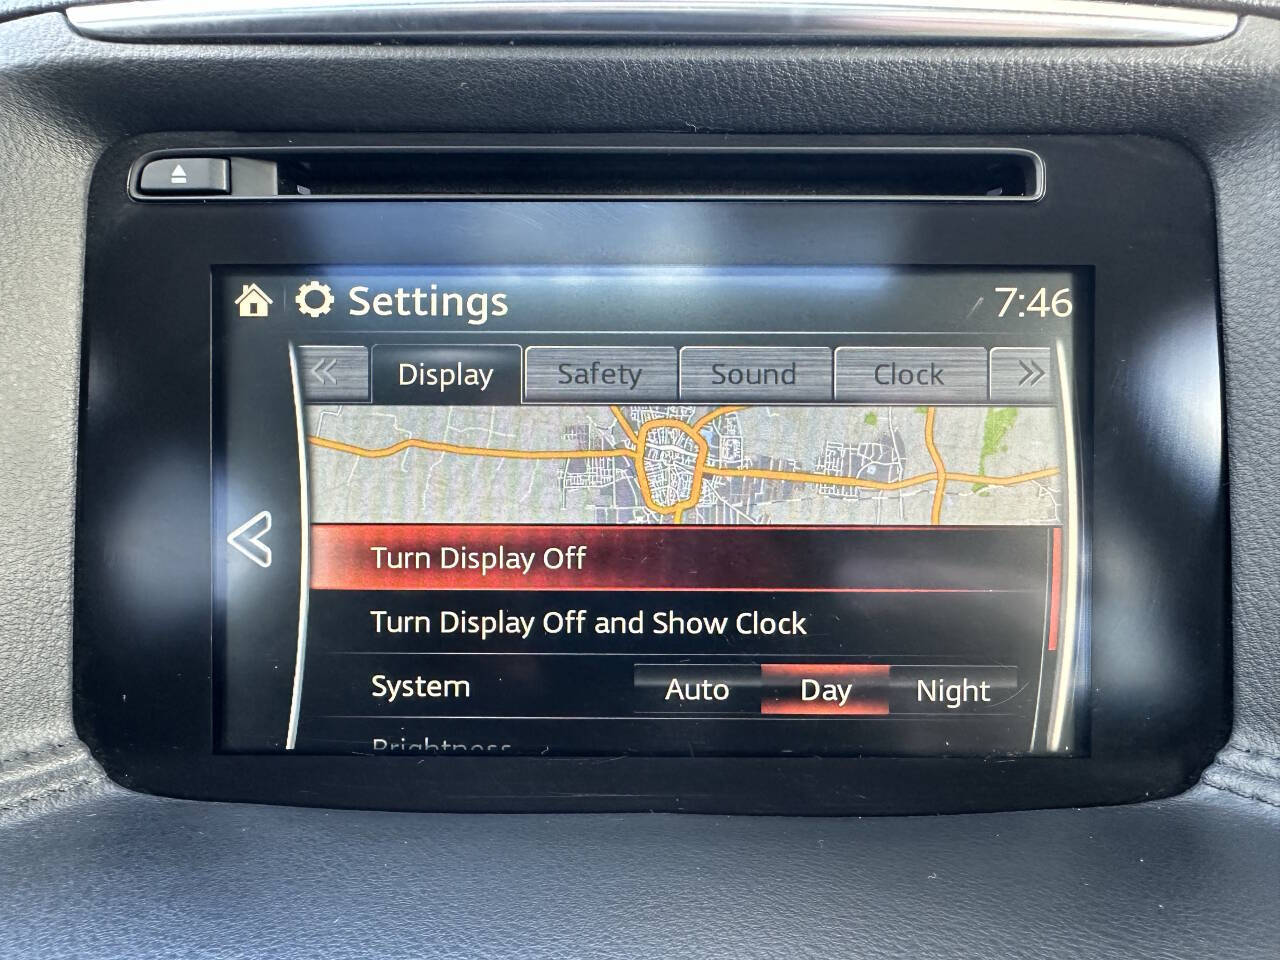 Settings 7:46
Display Safety Sound Clock
Turn Display Off
Turn Display Off and Show Clock
System Auto Day Night
Brightness